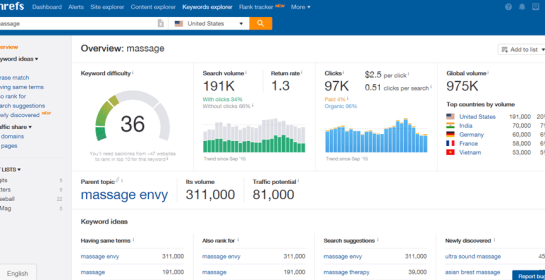 hrefs Dashboard Alerts Site explorer Content explorer Keywords explorer Rank tracker NEW More
massage United States
Overview: massage Add to list
Keyword difficulty Search volume Return rate Clicks $2.5 per click Global volume
191K 1.3 97K 0.51 clicks per search 975K
With clicks 84% Paid 4%
Without clicks Organic 96%
Top countries by volume
36
United States 191,000
India 70,000
Germany 60,000
France 58,000
Vietnam 53,000
You'll need backlinks from ~47 websites
to rank in top 10 for this keyword
Trend since Sep '15 Trend since Sep '15
Parent topic Its volume Traffic potential
massage envy 311,000 81,000
Keyword ideas
Having same terms Also rank for Search suggestions Newly discovered
massage envy 311,000 massage envy 311,000 massage envy 311,000 ultra sound massage
massage 191,000 massage 191,000 massage therapy 39,000 asian brest massage
verview
yword ideas
rase match
ving same terms
so rank for
arch suggestions
wly discovered NEW
affic share
domains
pages
LISTS
pts
ters
seball 22
Mag
English
Report bug